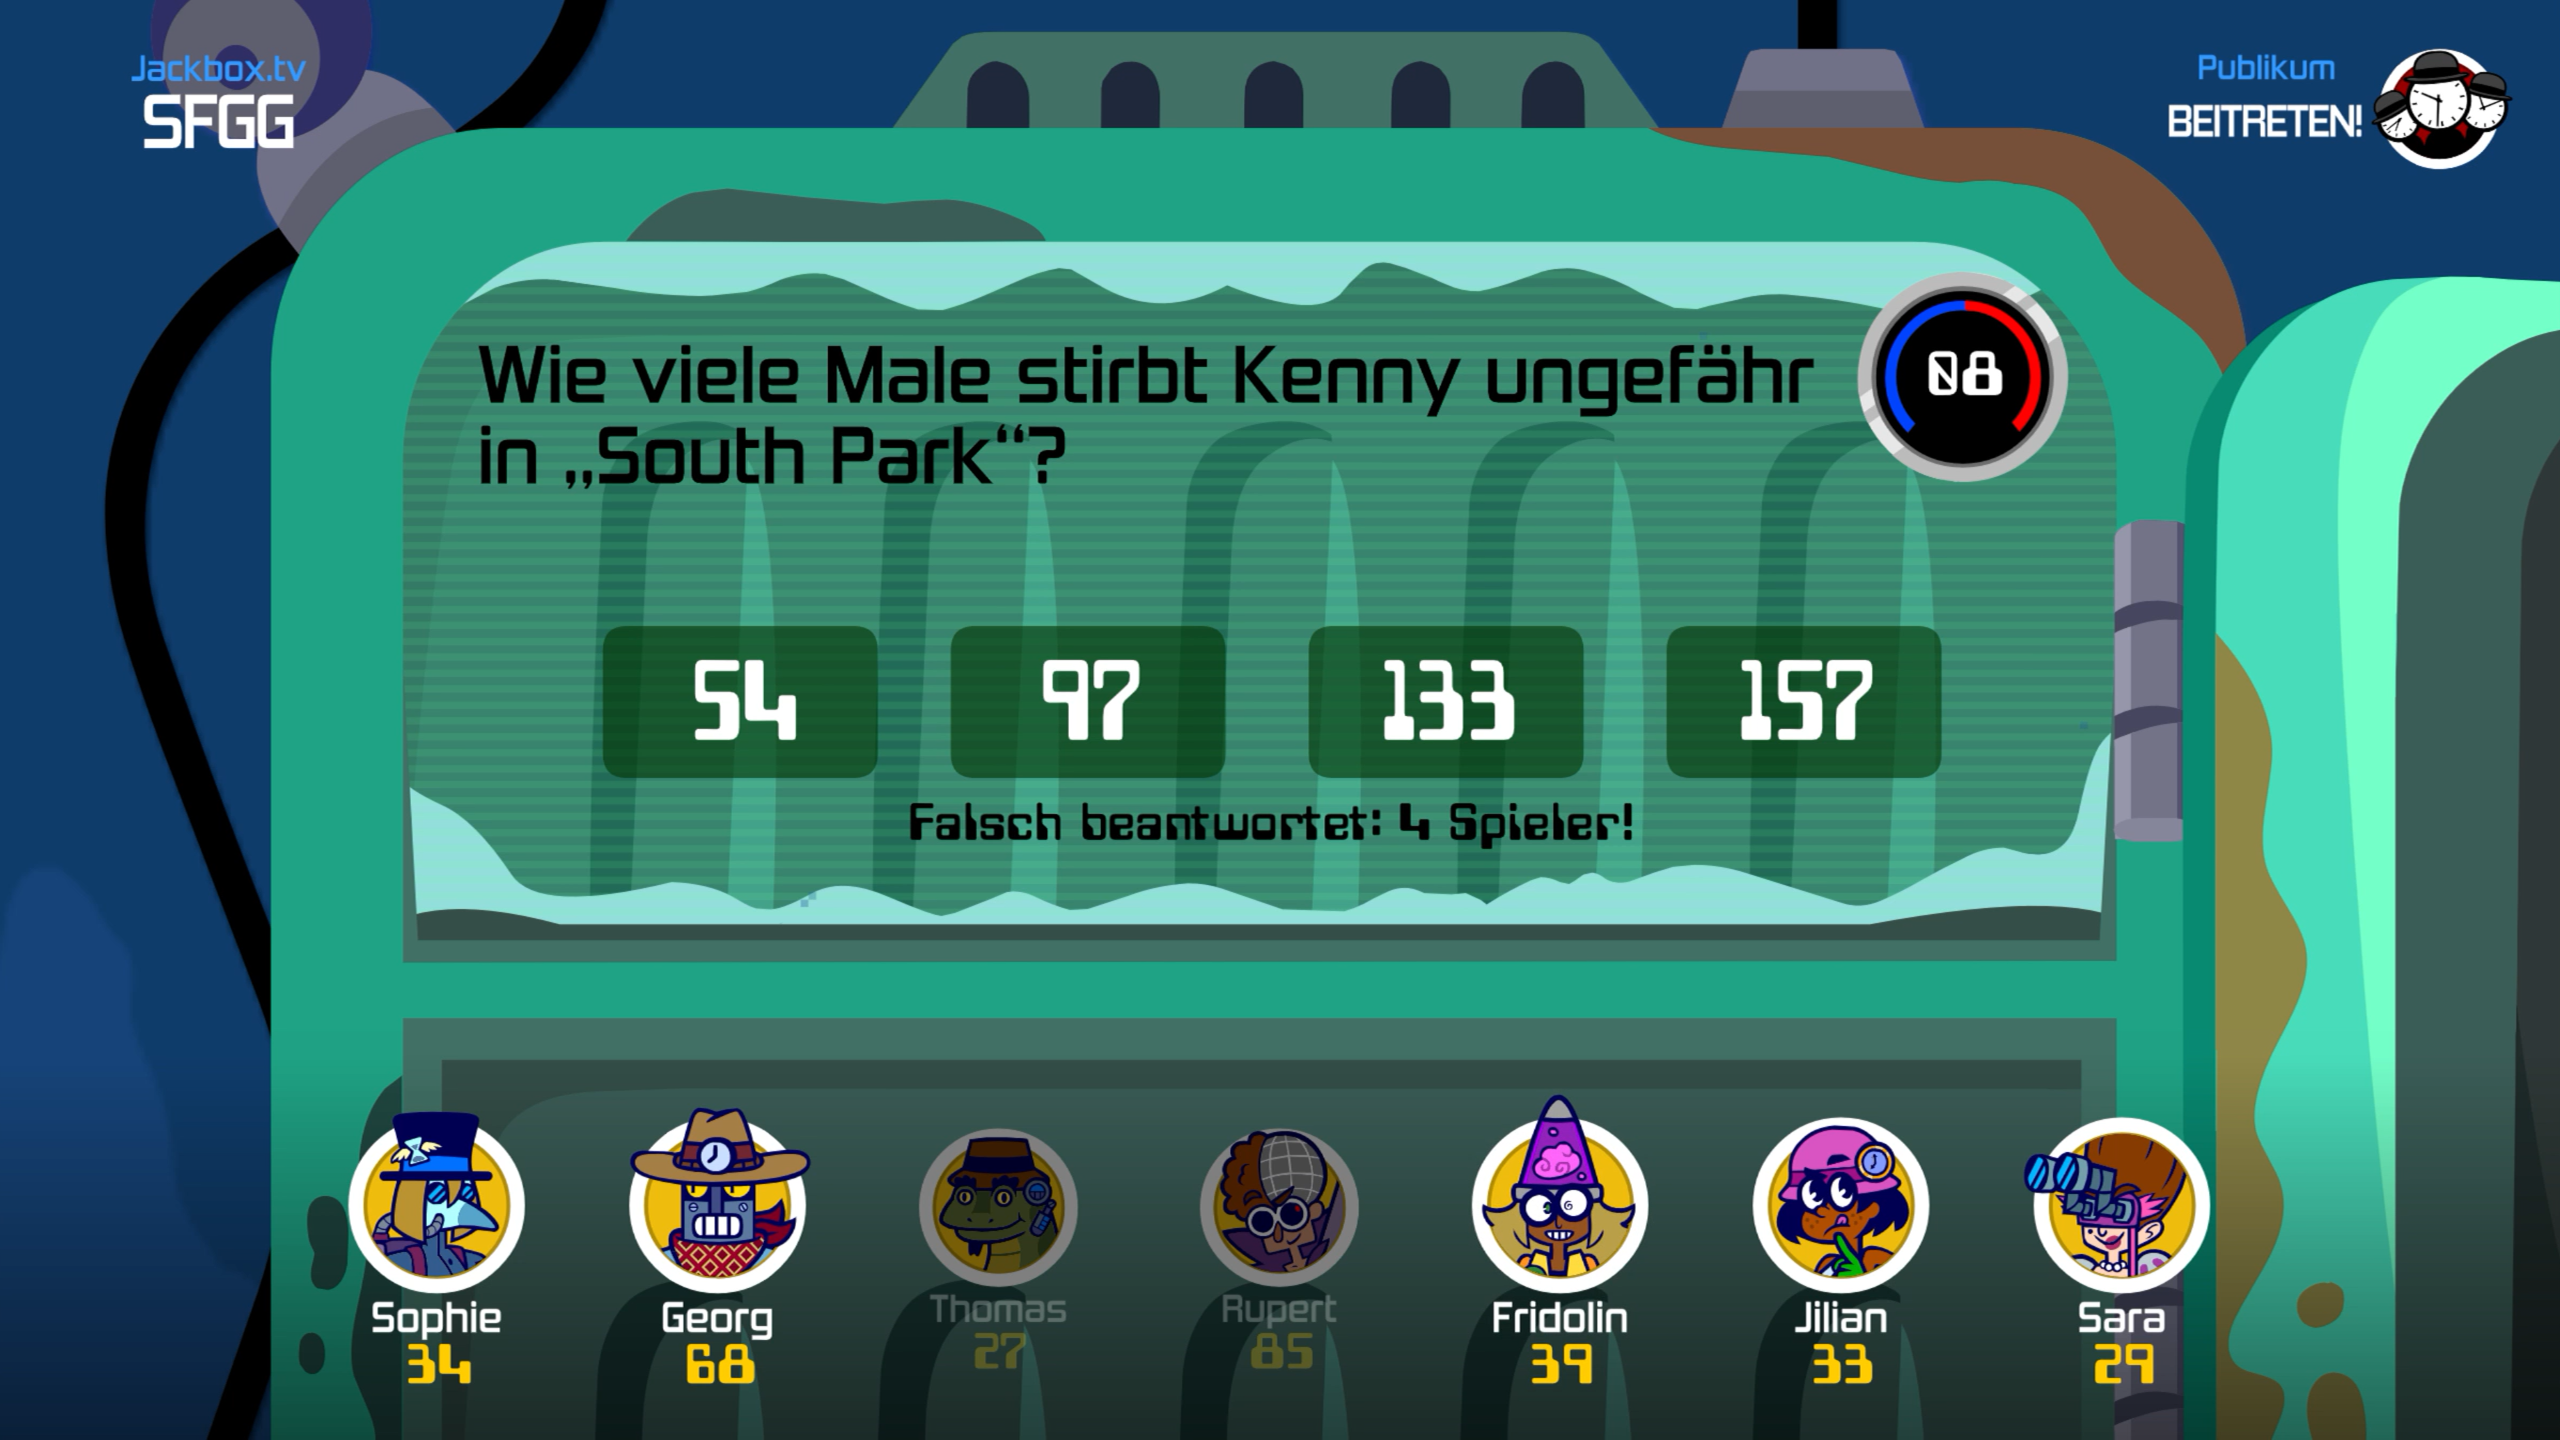 Jackbox.tv
SFGG
Publikum
BEITRETEN!
Wie viele Male stirbt Kenny ungefähr
in „South Park“?
08
54
97
133
157
Falsch beantwortet: 4 Spieler!
Sophie
34
Georg
68
Thomas
27
Rupert
85
Fridolin
39
Jilian
33
Sara
29